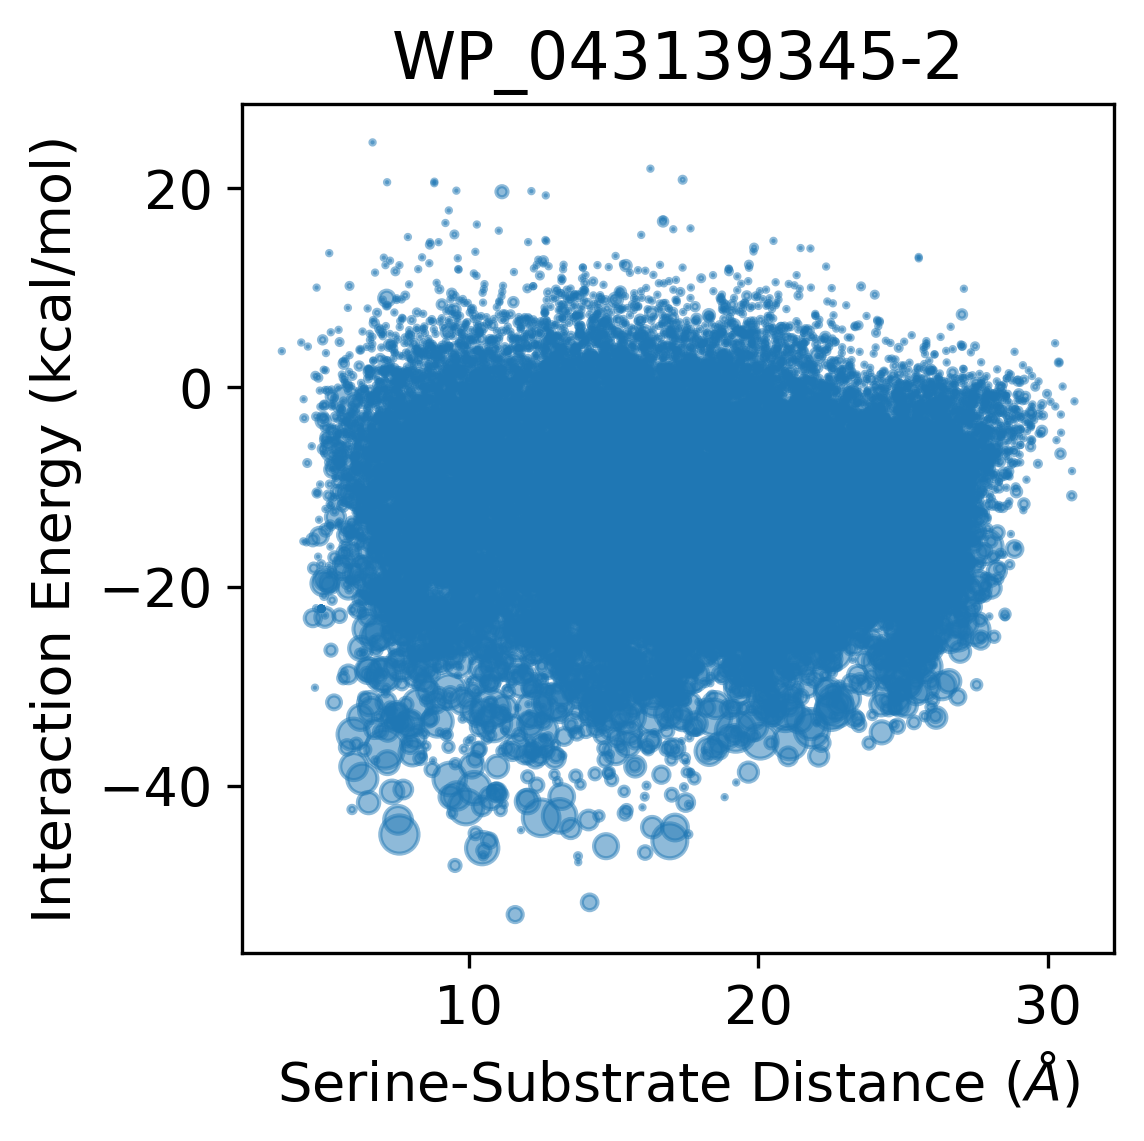 WP_043139345-2
Interaction Energy (kcal/mol)
20
0
−20
−40
10
20
30
Serine-Substrate Distance (Å)